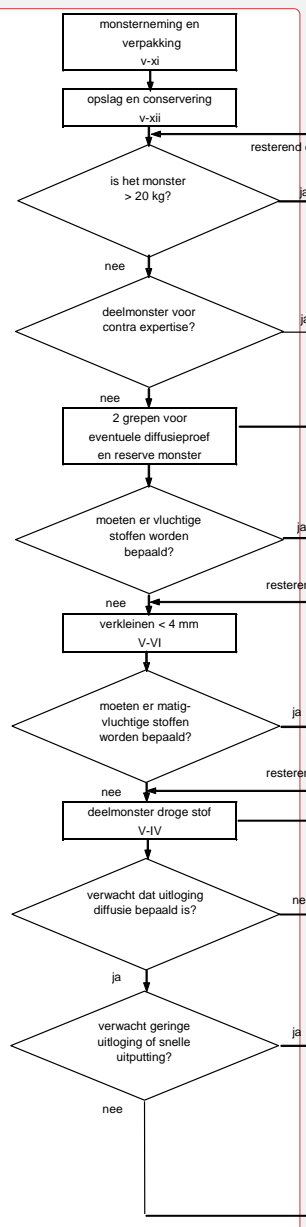 monsterneming en
verpakking
v-xi
opslag en conservering
v-xii
resterend
is het monster
> 20 kg?
ja
nee
deelmonster voor
contra expertise?
ja
nee
2 grepen voor
eventuele diffusieproef
en reserve monster
moeten er vluchtige
stoffen worden
bepaald?
ja
nee
verkleinen < 4 mm
V-VI
moeten er matig-
vluchtige stoffen
worden bepaald?
ja
nee
deelmonster droge stof
V-IV
verwacht dat uitloging
diffusie bepaald is?
ja
verwacht geringe
uitloging of snelle
uitputting?
ja
nee